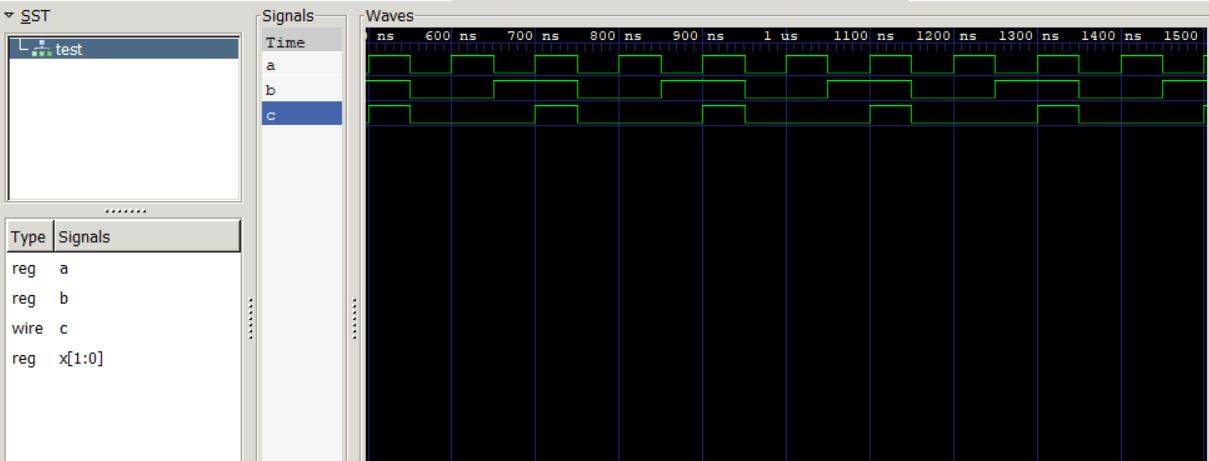 SST
test
Type Signals
reg a
reg b
wire c
reg x[1:0]
Signals
Time
a
b
c
Waves
ns 600 ns 700 ns 800 ns 900 ns 1 us 1100 ns 1200 ns 1300 ns 1400 ns 1500